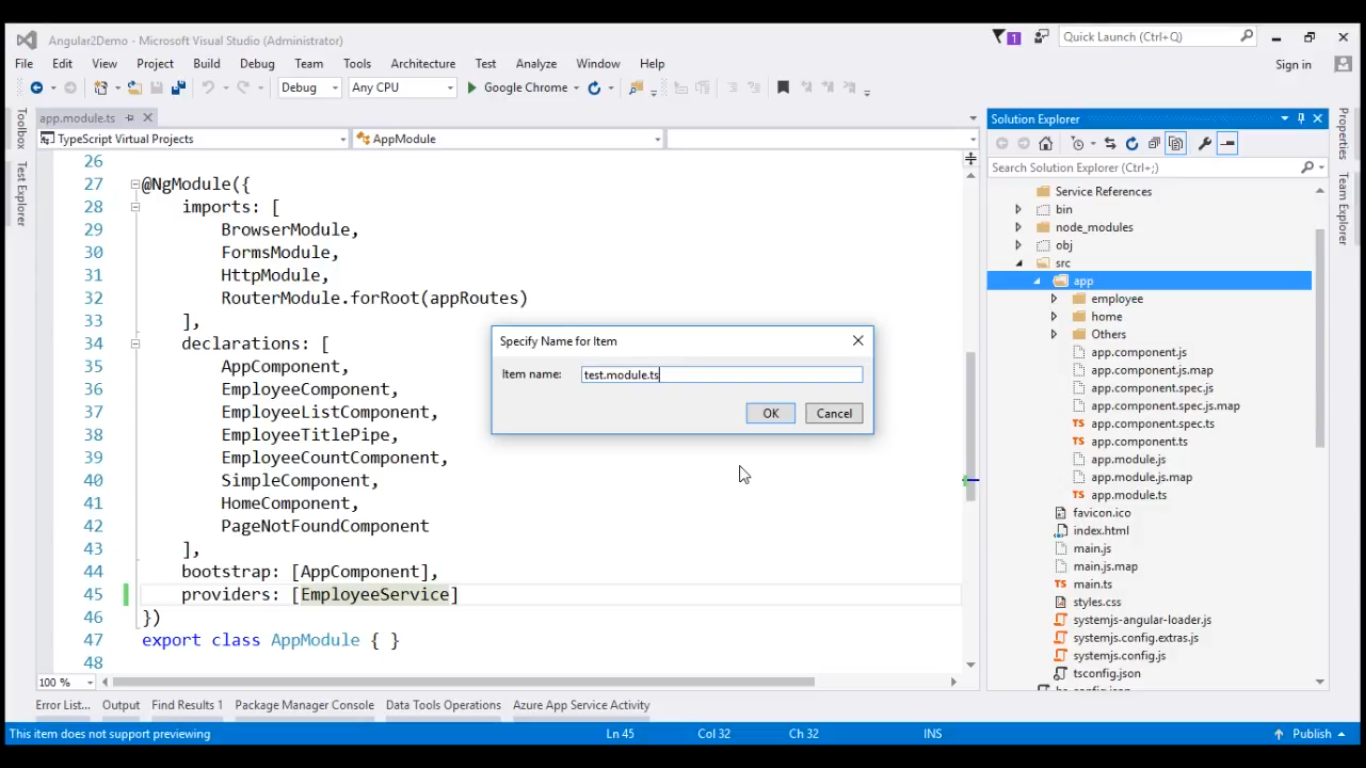 Angular2Demo - Microsoft Visual Studio (Administrator)
1
Quick Launch (Ctrl+Q)
File Edit View Project Build Debug Team Tools Architecture Test Analyze Window Help
Sign in
Debug Any CPU Google Chrome
Toolbox
Test Explorer
app.module.ts
TypeScript Virtual Projects AppModule
26
27 @NgModule({
28 imports: [
29 BrowserModule,
30 FormsModule,
31 HttpModule,
32 RouterModule.forRoot(appRoutes)
33 ],
34 declarations: [
35 AppComponent,
36 EmployeeComponent,
37 EmployeeListComponent,
38 EmployeeTitlePipe,
39 EmployeeCountComponent,
40 SimpleComponent,
41 HomeComponent,
42 PageNotFoundComponent
43 ],
44 bootstrap: [AppComponent],
45 providers: [EmployeeService]
46 })
47 export class AppModule { }
48
100 %
Specify Name for Item
Item name: test.module.ts
OK Cancel
Solution Explorer
Search Solution Explorer (Ctrl+;)
Service References
bin
node_modules
obj
src
app
employee
home
Others
app.component.js
app.component.js.map
app.component.spec.js
app.component.spec.js.map
TS app.component.spec.ts
TS app.component.ts
app.module.js
app.module.js.map
TS app.module.ts
favicon.ico
index.html
main.js
main.js.map
TS main.ts
styles.css
systemjs-angular-loader.js
systemjs.config.extras.js
systemjs.config.js
tsconfig.json
Properties
Team Explorer
Error List... Output Find Results 1 Package Manager Console Data Tools Operations Azure App Service Activity
This item does not support previewing Ln 45 Col 32 Ch 32 INS Publish